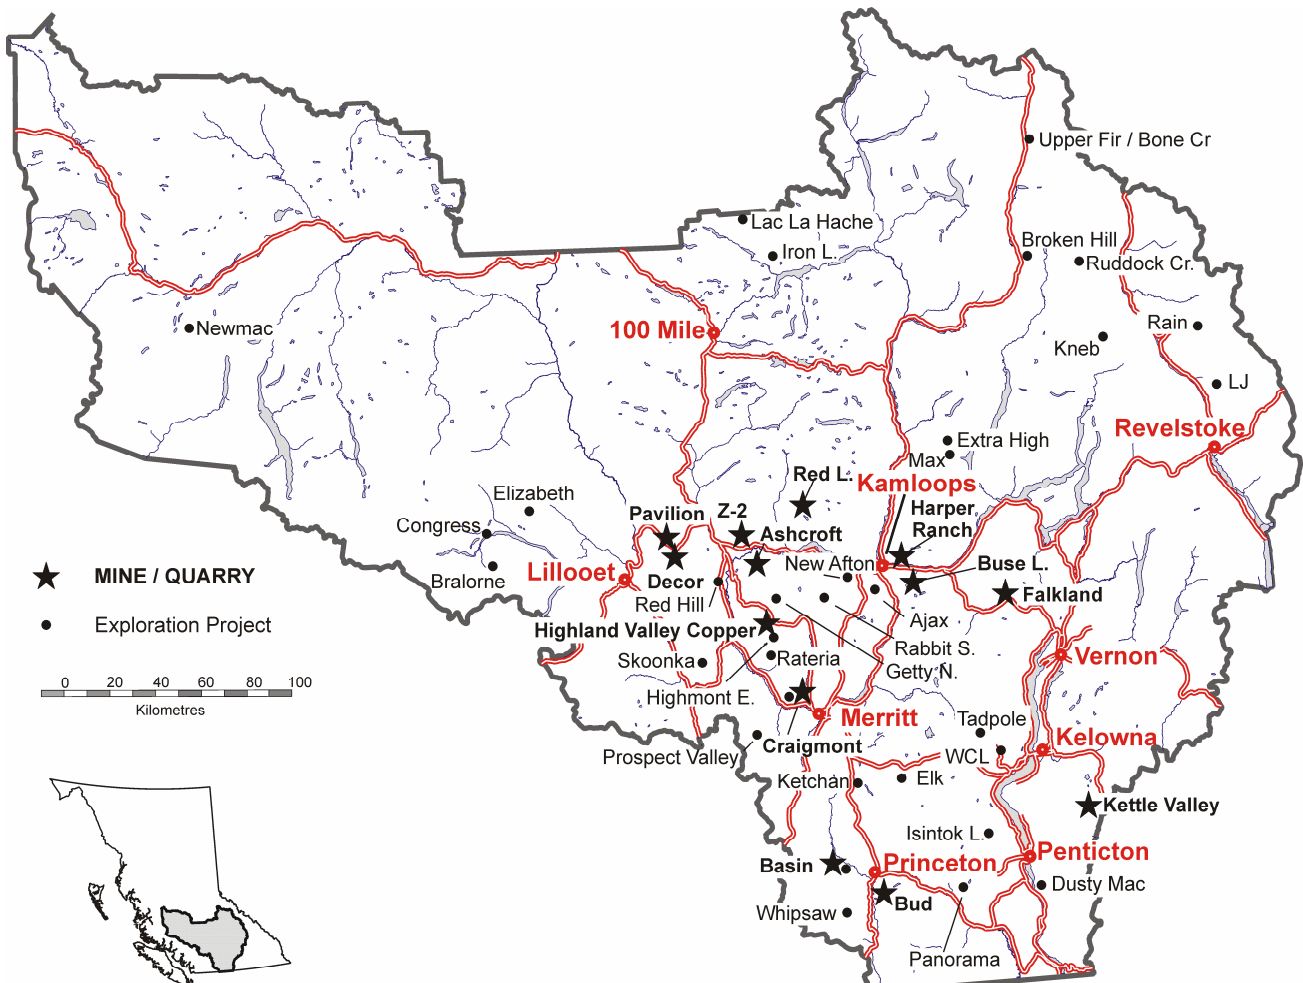 Upper Fir / Bone Cr
Lac La Hache
Iron L.
Broken Hill
Ruddock Cr.
Newmac
100 Mile
Rain
Kneb
LJ
Revelstoke
Extra High
Max
Red L.
Kamloops
Elizabeth
Harper
Ranch
Pavilion
Z-2
Congress
Ashcroft
New Afton
Buse L.
MINE / QUARRY
Bralorne
Lillooet
Decor
Falkland
Red Hill
Ajax
Exploration Project
Highland Valley Copper
Rabbit S.
Skoonka
Rateria
Getty N.
Vernon
0 20 40 60 80 100
Kilometres
Highmont E.
Merritt
Tadpole
Kelowna
Prospect Valley
Craigmont
WCL
Ketchan
Elk
Kettle Valley
Isintok L.
Basin
Princeton
Penticton
Dusty Mac
Whipsaw
Bud
Panorama